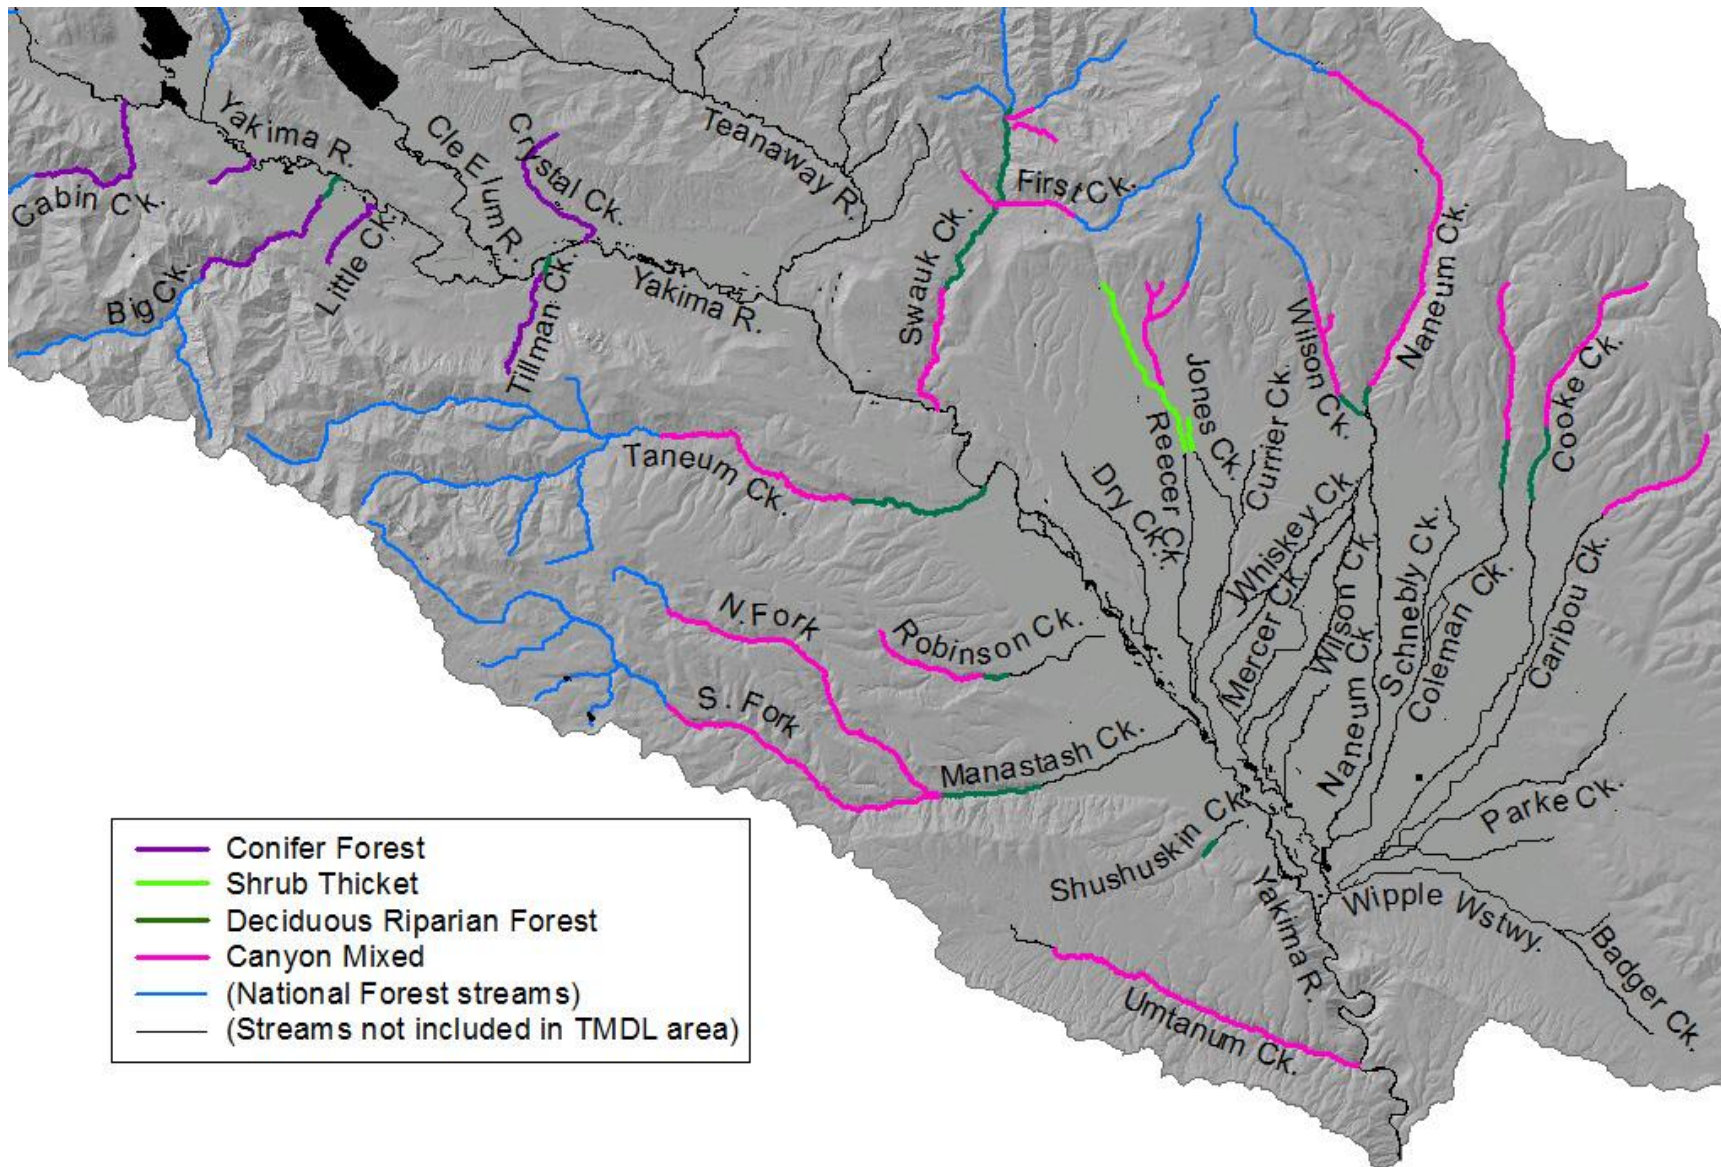 Yakima R.
Cle Elum R.
Crystal Ck.
Teanaway R.
Cabin Ck.
First Ck.
Swauk Ck.
Naneum Ck.
Big Ck.
Little Ck.
Tillman Ck.
Yakima R.
Wilson Ck.
Jones Ck.
Currier Ck.
Cooke Ck.
Taneum Ck.
Dry Ck.
Reecer Ck
Whiskey Ck
Mercer Ck
Wilson Ck
Naneum Ck
Schnebly Ck.
Coleman Ck.
Caribou Ck.
N.Fork
Robinson Ck.
S. Fork
Manastash Ck.
Parke Ck.
Shushuskin Ck.
Yakima R.
Wipple Wstwy.
Badger Ck.
Umtanum Ck.
Conifer Forest
Shrub Thicket
Deciduous Riparian Forest
Canyon Mixed
(National Forest streams)
(Streams not included in TMDL area)